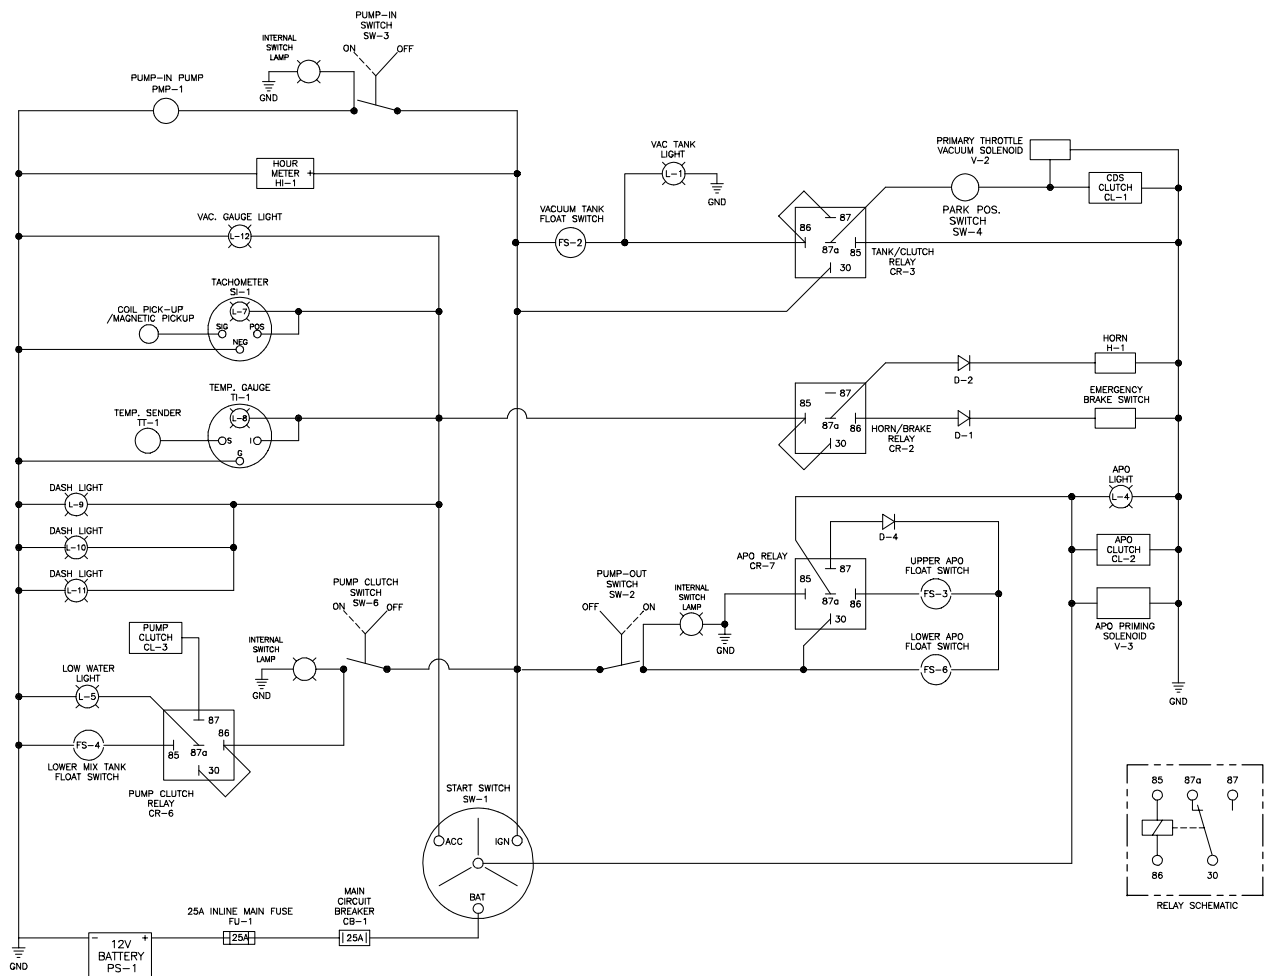 PUMP-IN
SWITCH
SW-3
ON
OFF
INTERNAL
SWITCH
LAMP
GND
PUMP-IN PUMP
PMP-1
HOUR
METER +
HI-1
VAC. GAUGE LIGHT
L-12
TACHOMETER
SI-1
L-7
SIG
POS
NEG
COIL PICK-UP
/MAGNETIC PICKUP
TEMP. GAUGE
TI-1
L-8
S
I
G
TEMP. SENDER
TT-1
DASH LIGHT
L-9
DASH LIGHT
L-10
DASH LIGHT
L-11
PUMP
CLUTCH
CL-3
LOW WATER
LIGHT
L-5
FS-4
LOWER MIX TANK
FLOAT SWITCH
87
86
85
87a
30
PUMP CLUTCH
RELAY
CR-6
INTERNAL
SWITCH
LAMP
GND
PUMP CLUTCH
SWITCH
SW-6
ON
OFF
VAC TANK
LIGHT
L-1
GND
VACUUM TANK
FLOAT SWITCH
FS-2
86
87
87a
85
30
TANK/CLUTCH
RELAY
CR-3
PRIMARY THROTTLE
VACUUM SOLENOID
V-2
PARK POS.
SWITCH
SW-4
CDS
CLUTCH
CL-1
85
87
87a
86
30
HORN/BRAKE
RELAY
CR-2
D-2
D-1
HORN
H-1
EMERGENCY
BRAKE SWITCH
APO
LIGHT
L-4
APO
CLUTCH
CL-2
APO PRIMING
SOLENOID
V-3
GND
D-4
APO RELAY
CR-7
85
87
87a
86
30
UPPER APO
FLOAT SWITCH
FS-3
LOWER APO
FLOAT SWITCH
FS-6
PUMP-OUT
SWITCH
SW-2
OFF
ON
INTERNAL
SWITCH
LAMP
GND
START SWITCH
SW-1
ACC
IGN
BAT
MAIN
CIRCUIT
BREAKER
CB-1
25A
25A INLINE MAIN FUSE
FU-1
25A
- +
12V
BATTERY
PS-1
GND
85
87a
87
86
30
RELAY SCHEMATIC